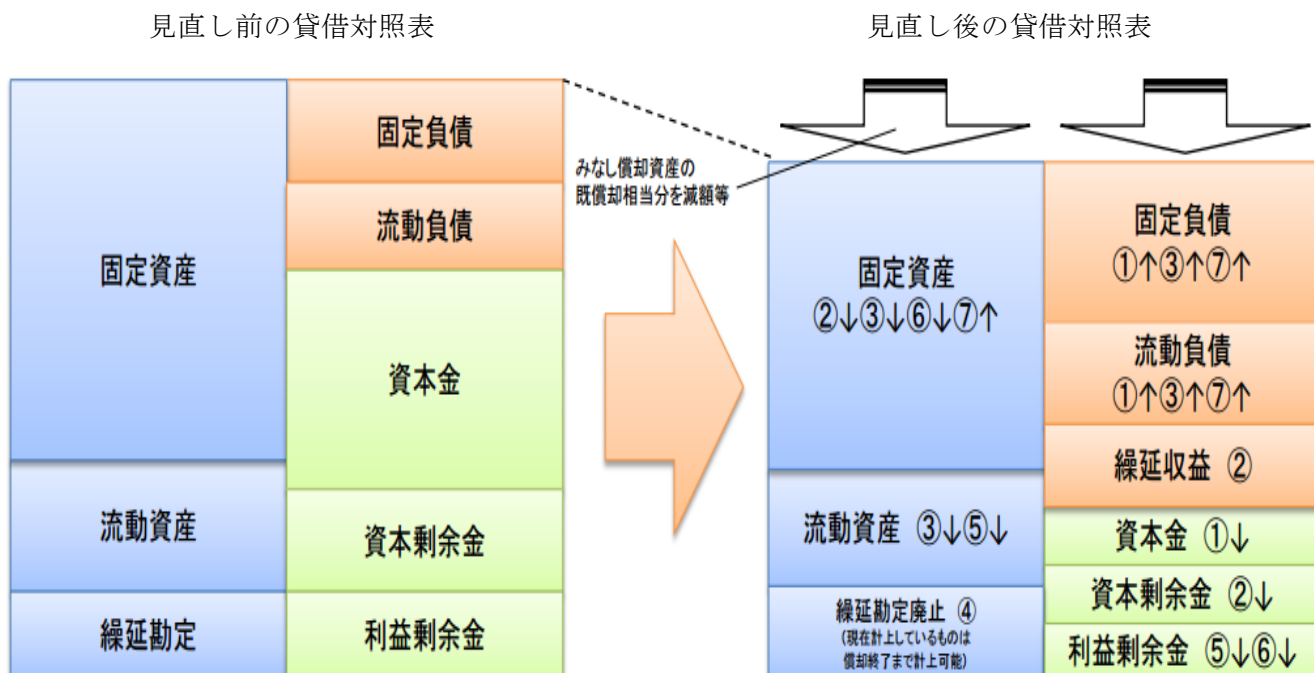 見直し前の貸借対照表
固定資産
流動資産
繰延勘定
固定負債
流動負債
資本金
資本剰余金
利益剰余金
見直し後の貸借対照表
みなし償却資産の
既償却相当分を減額等
固定資産
②↓③↓⑥↓⑦↑
流動資産 ③↓⑤↓
繰延勘定廃止 ④
(現在計上しているものは
償却終了まで計上可能)
固定負債
①↑③↑⑦↑
流動負債
①↑③↑⑦↑
繰延収益 ②
資本金 ①↓
資本剰余金 ②↓
利益剰余金 ⑤↓⑥↓